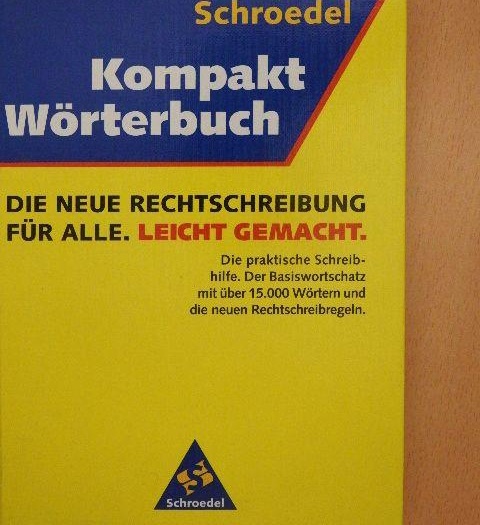 Schroedel
Kompakt
Wörterbuch
DIE NEUE RECHTSCHREIBUNG
FÜR ALLE. LEICHT GEMACHT.
Die praktische Schreib-
hilfe. Der Basiswortschatz
mit über 15.000 Wörtern und
die neuen Rechtschreibregeln.
S
Schroedel